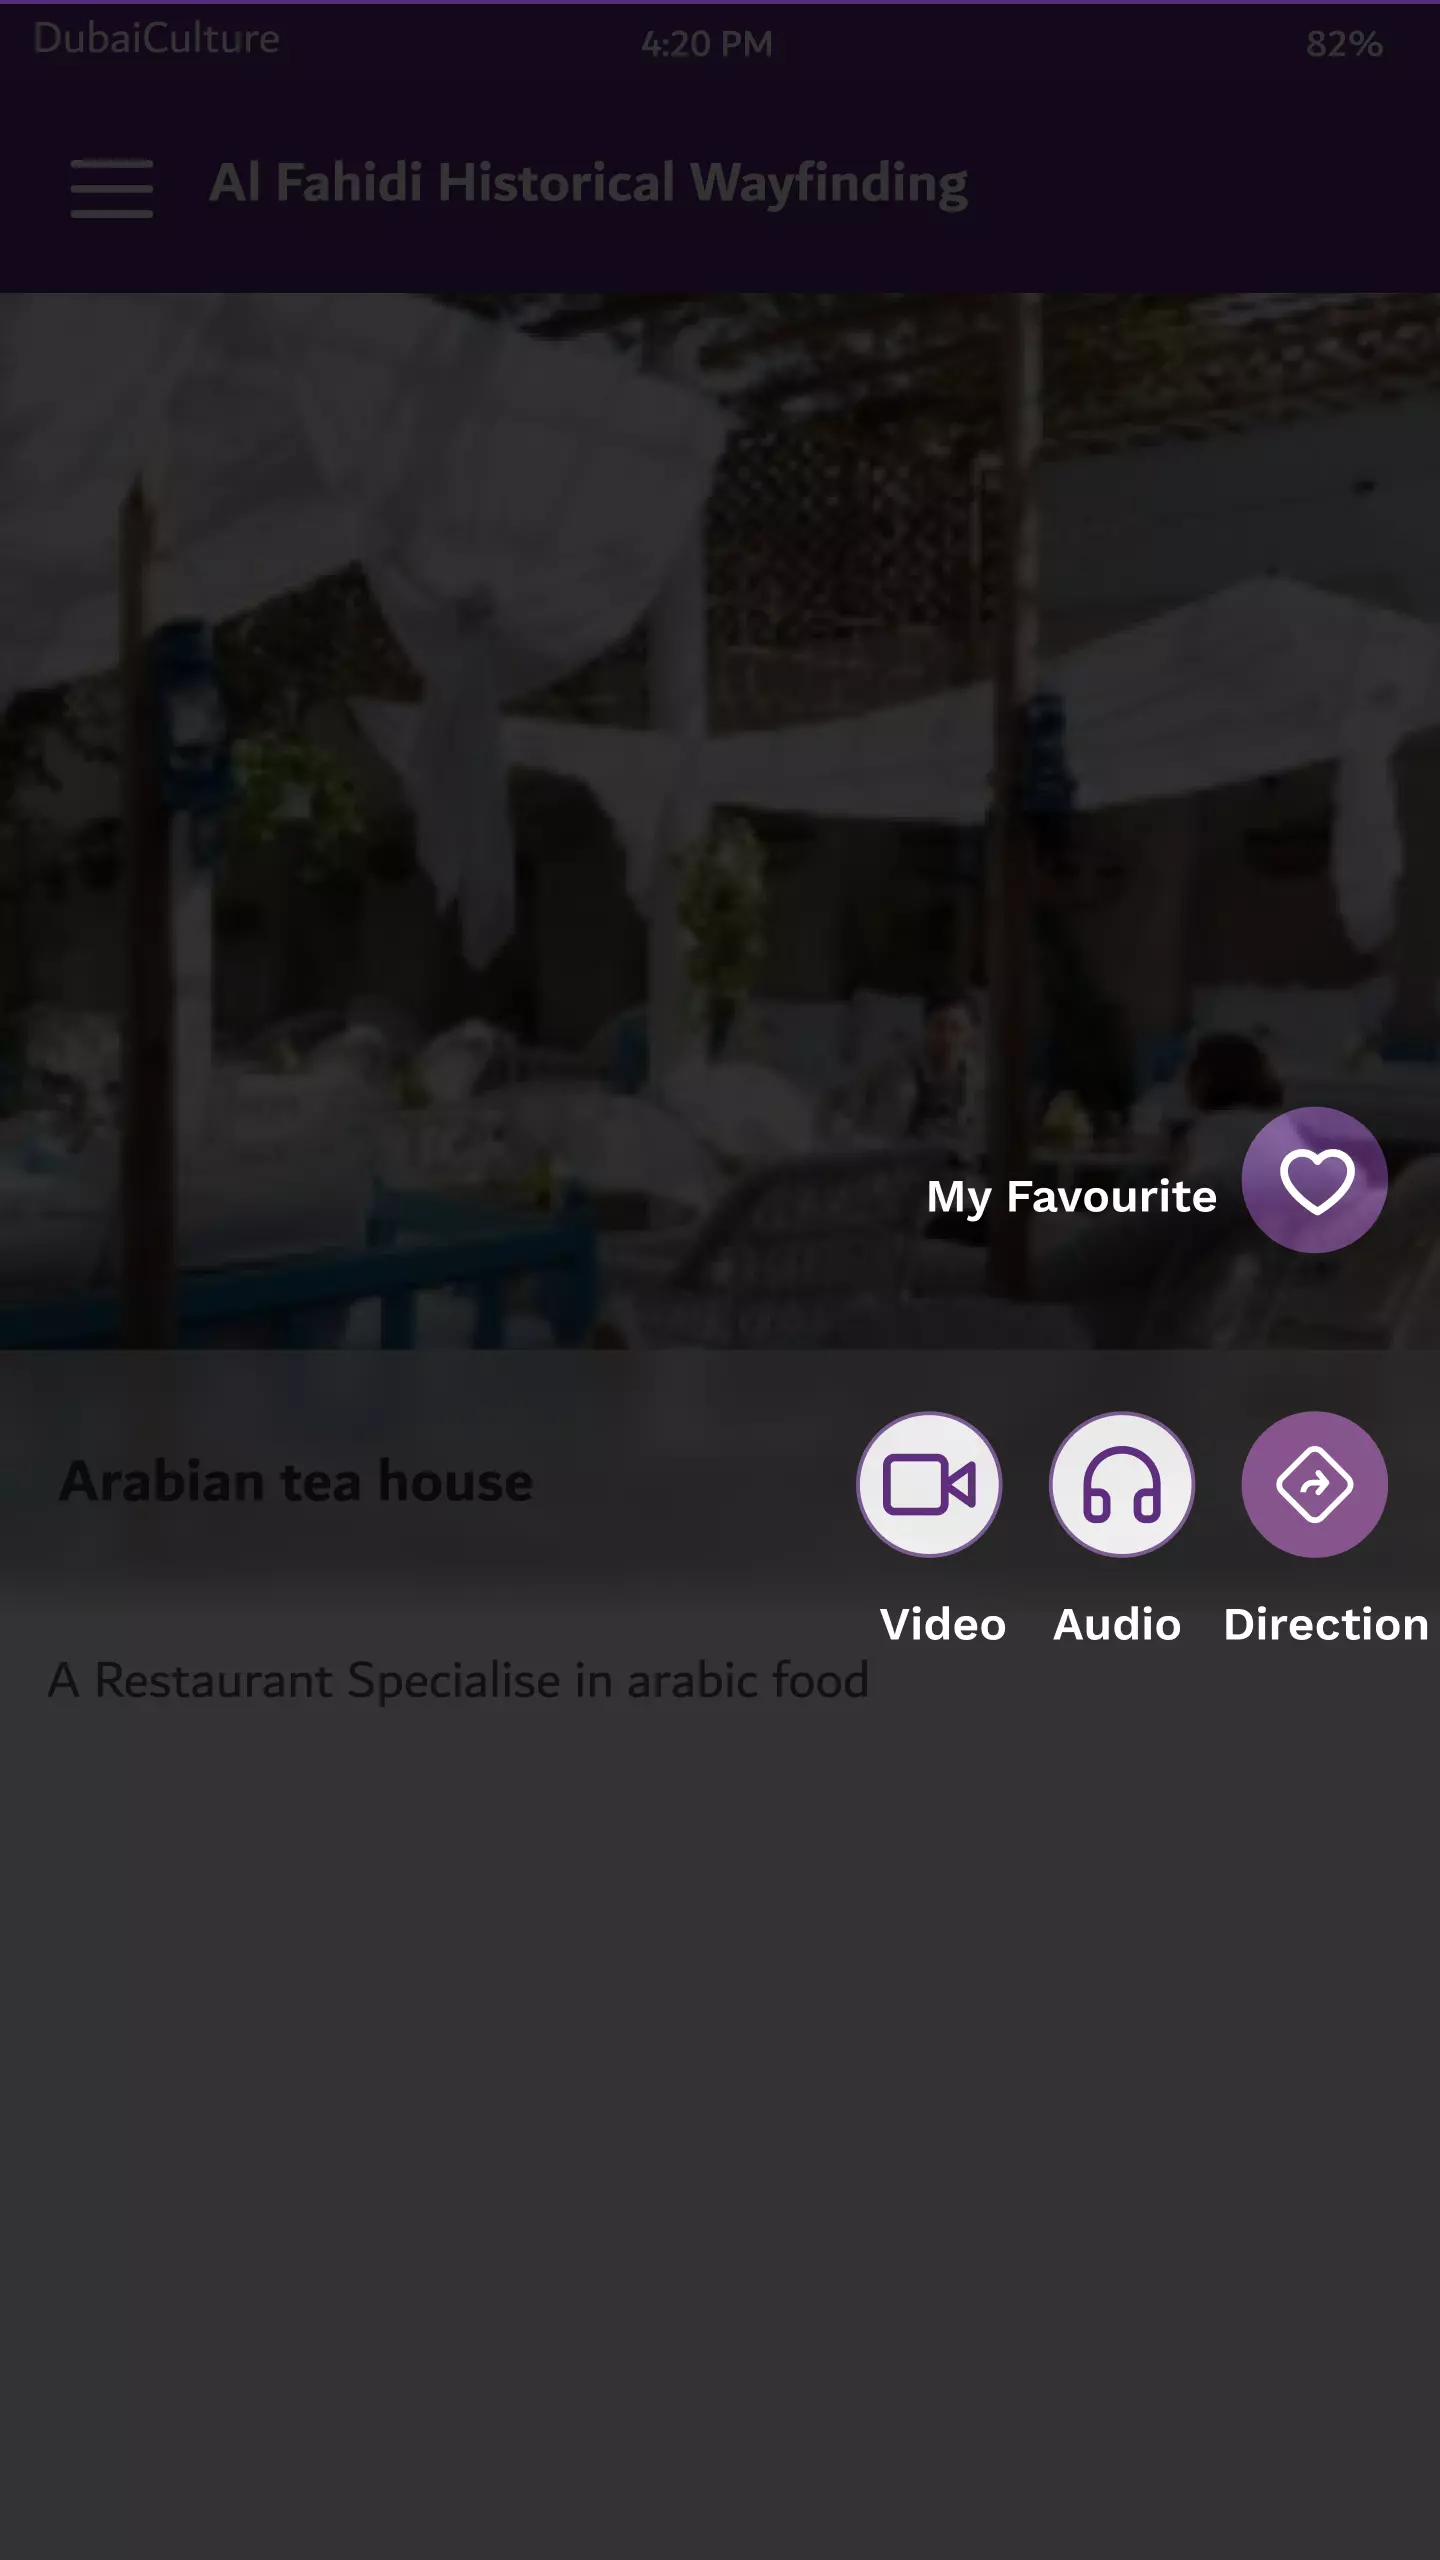 DubaiCulture 4:20 PM 82%
Al Fahidi Historical Wayfinding
My Favourite
Arabian tea house
Video Audio Direction
A Restaurant Specialise in arabic food